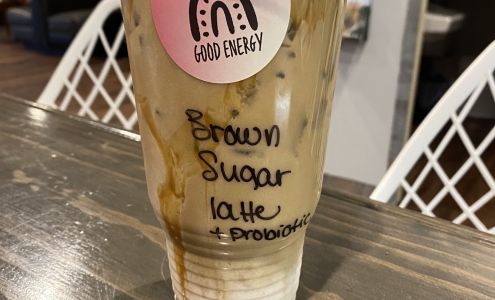 GOOD ENERGY
Brown
Sugar
latte
+ probiotic